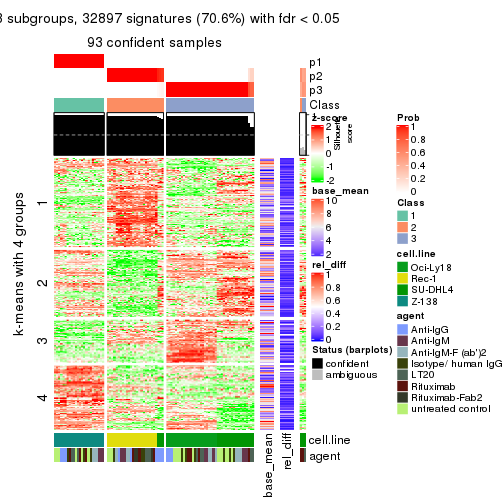 3 subgroups, 32897 signatures (70.6%) with fdr < 0.05
93 confident samples
p1
p2
p3
Class
Silhouette
score
k-means with 4 groups
1
2
3
4
base_mean
rel_diff
cell.line
agent
z-score
2
1
0
-1
-2
base_mean
10
8
6
4
2
rel_diff
1
0.8
0.6
0.4
0.2
0
Status (barplots)
confident
ambiguous
Prob
1
0.8
0.6
0.4
0.2
0
Class
1
2
3
cell.line
Oci-Ly18
Rec-1
SU-DHL4
Z-138
agent
Anti-IgG
Anti-IgM
Anti-IgM-F (ab')2
Isotype/ human IgG
LT20
Rituximab
Rituximab-Fab2
untreated control